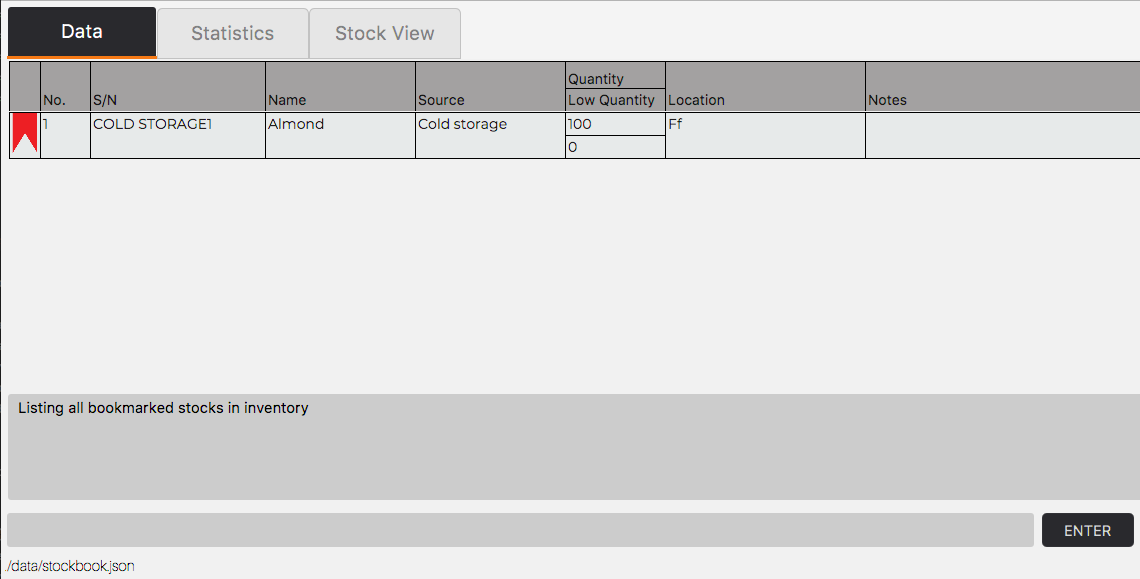 Data Statistics Stock View
No. S/N Name Source Quantity Low Quantity Location Notes
1 COLD STORAGE1 Almond Cold storage 100 Ff
0
Listing all bookmarked stocks in inventory
ENTER
./data/stockbook.json